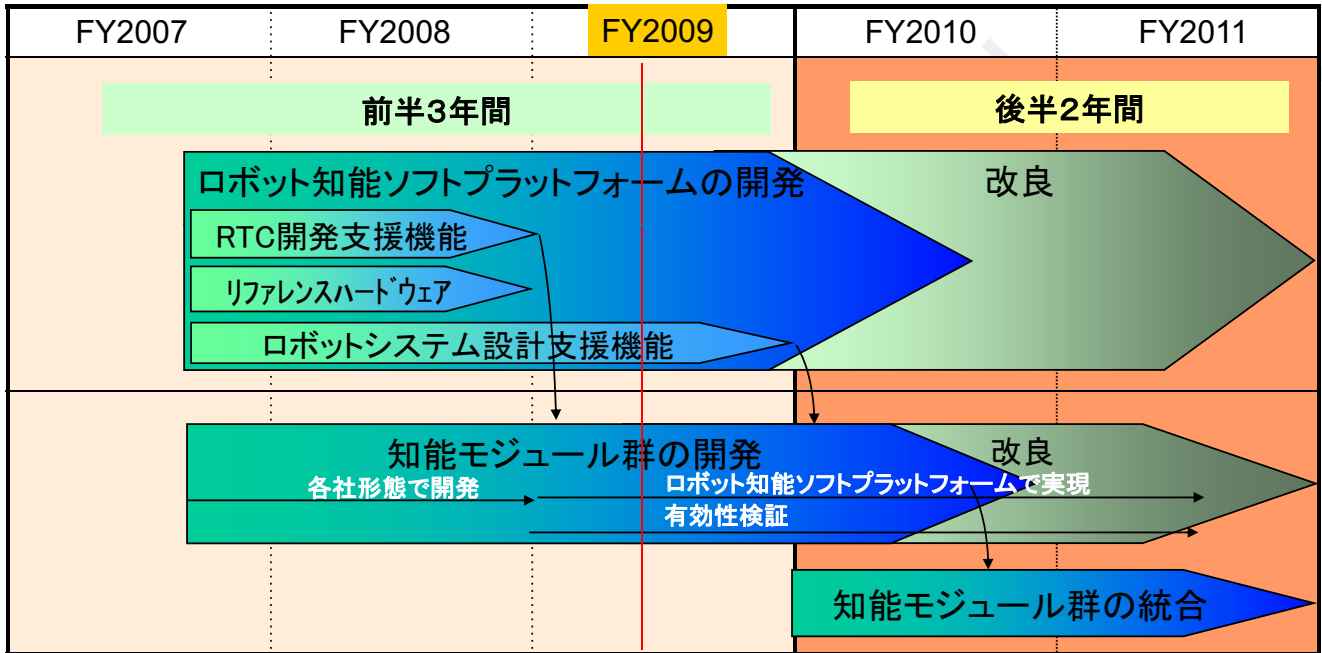 FY2007
FY2008
FY2009
FY2010
FY2011
前半３年間
後半２年間
ロボット知能ソフトプラットフォームの開発
改良
RTC開発支援機能
ﾘﾌｧﾚﾝｽﾊｰﾄﾞｳｪｱ
ロボットシステム設計支援機能
知能モジュール群の開発
改良
各社形態で開発
ロボット知能ソフトプラットフォームで実現
有効性検証
知能モジュール群の統合